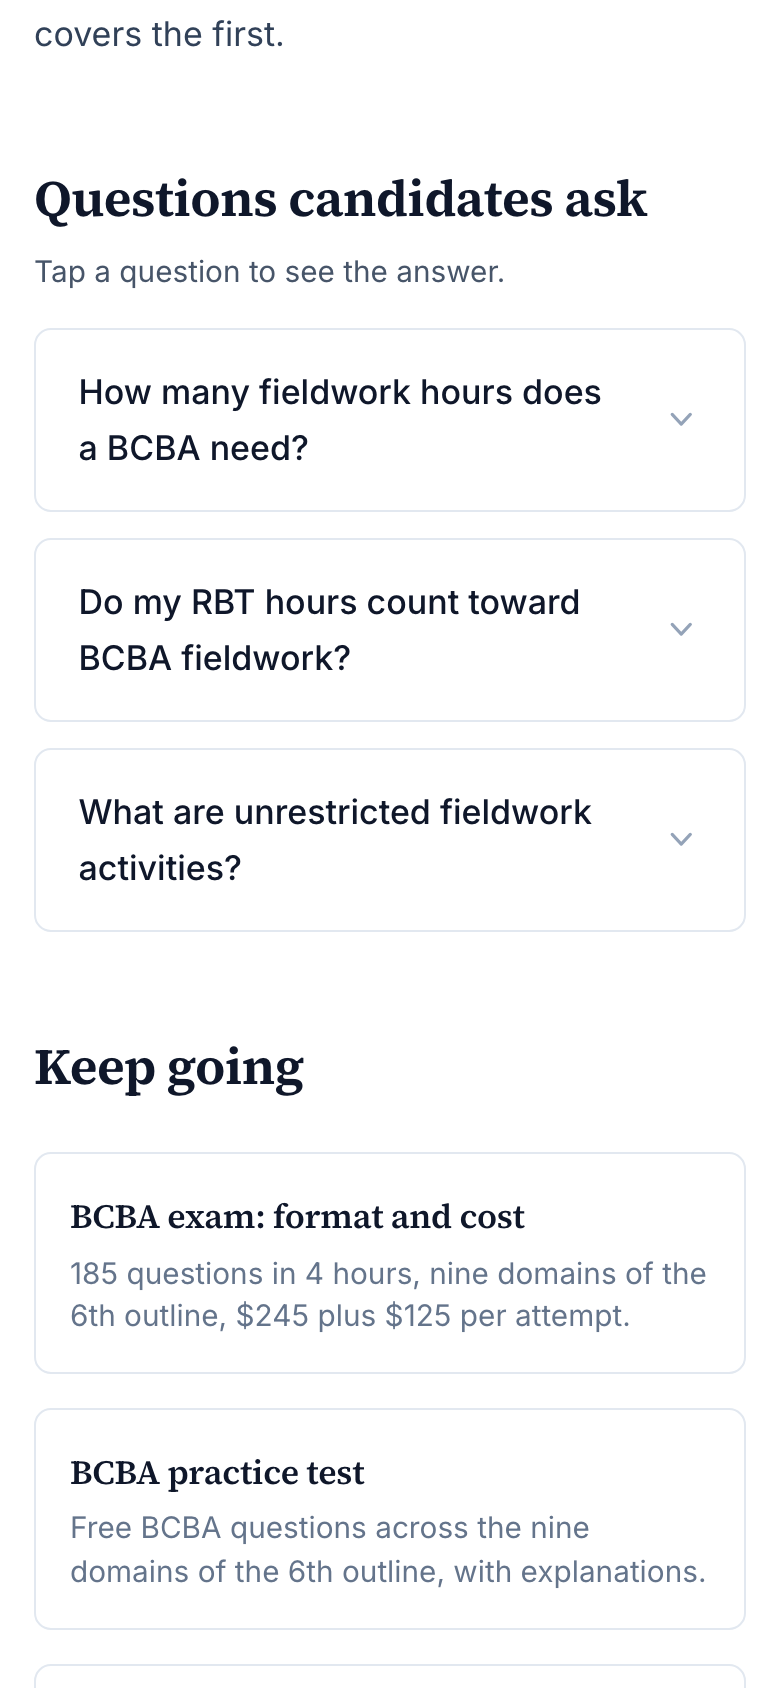 covers the first.
Questions candidates ask
Tap a question to see the answer.
How many fieldwork hours does
a BCBA need?
Do my RBT hours count toward
BCBA fieldwork?
What are unrestricted fieldwork
activities?
Keep going
BCBA exam: format and cost
185 questions in 4 hours, nine domains of the
6th outline, $245 plus $125 per attempt.
BCBA practice test
Free BCBA questions across the nine
domains of the 6th outline, with explanations.